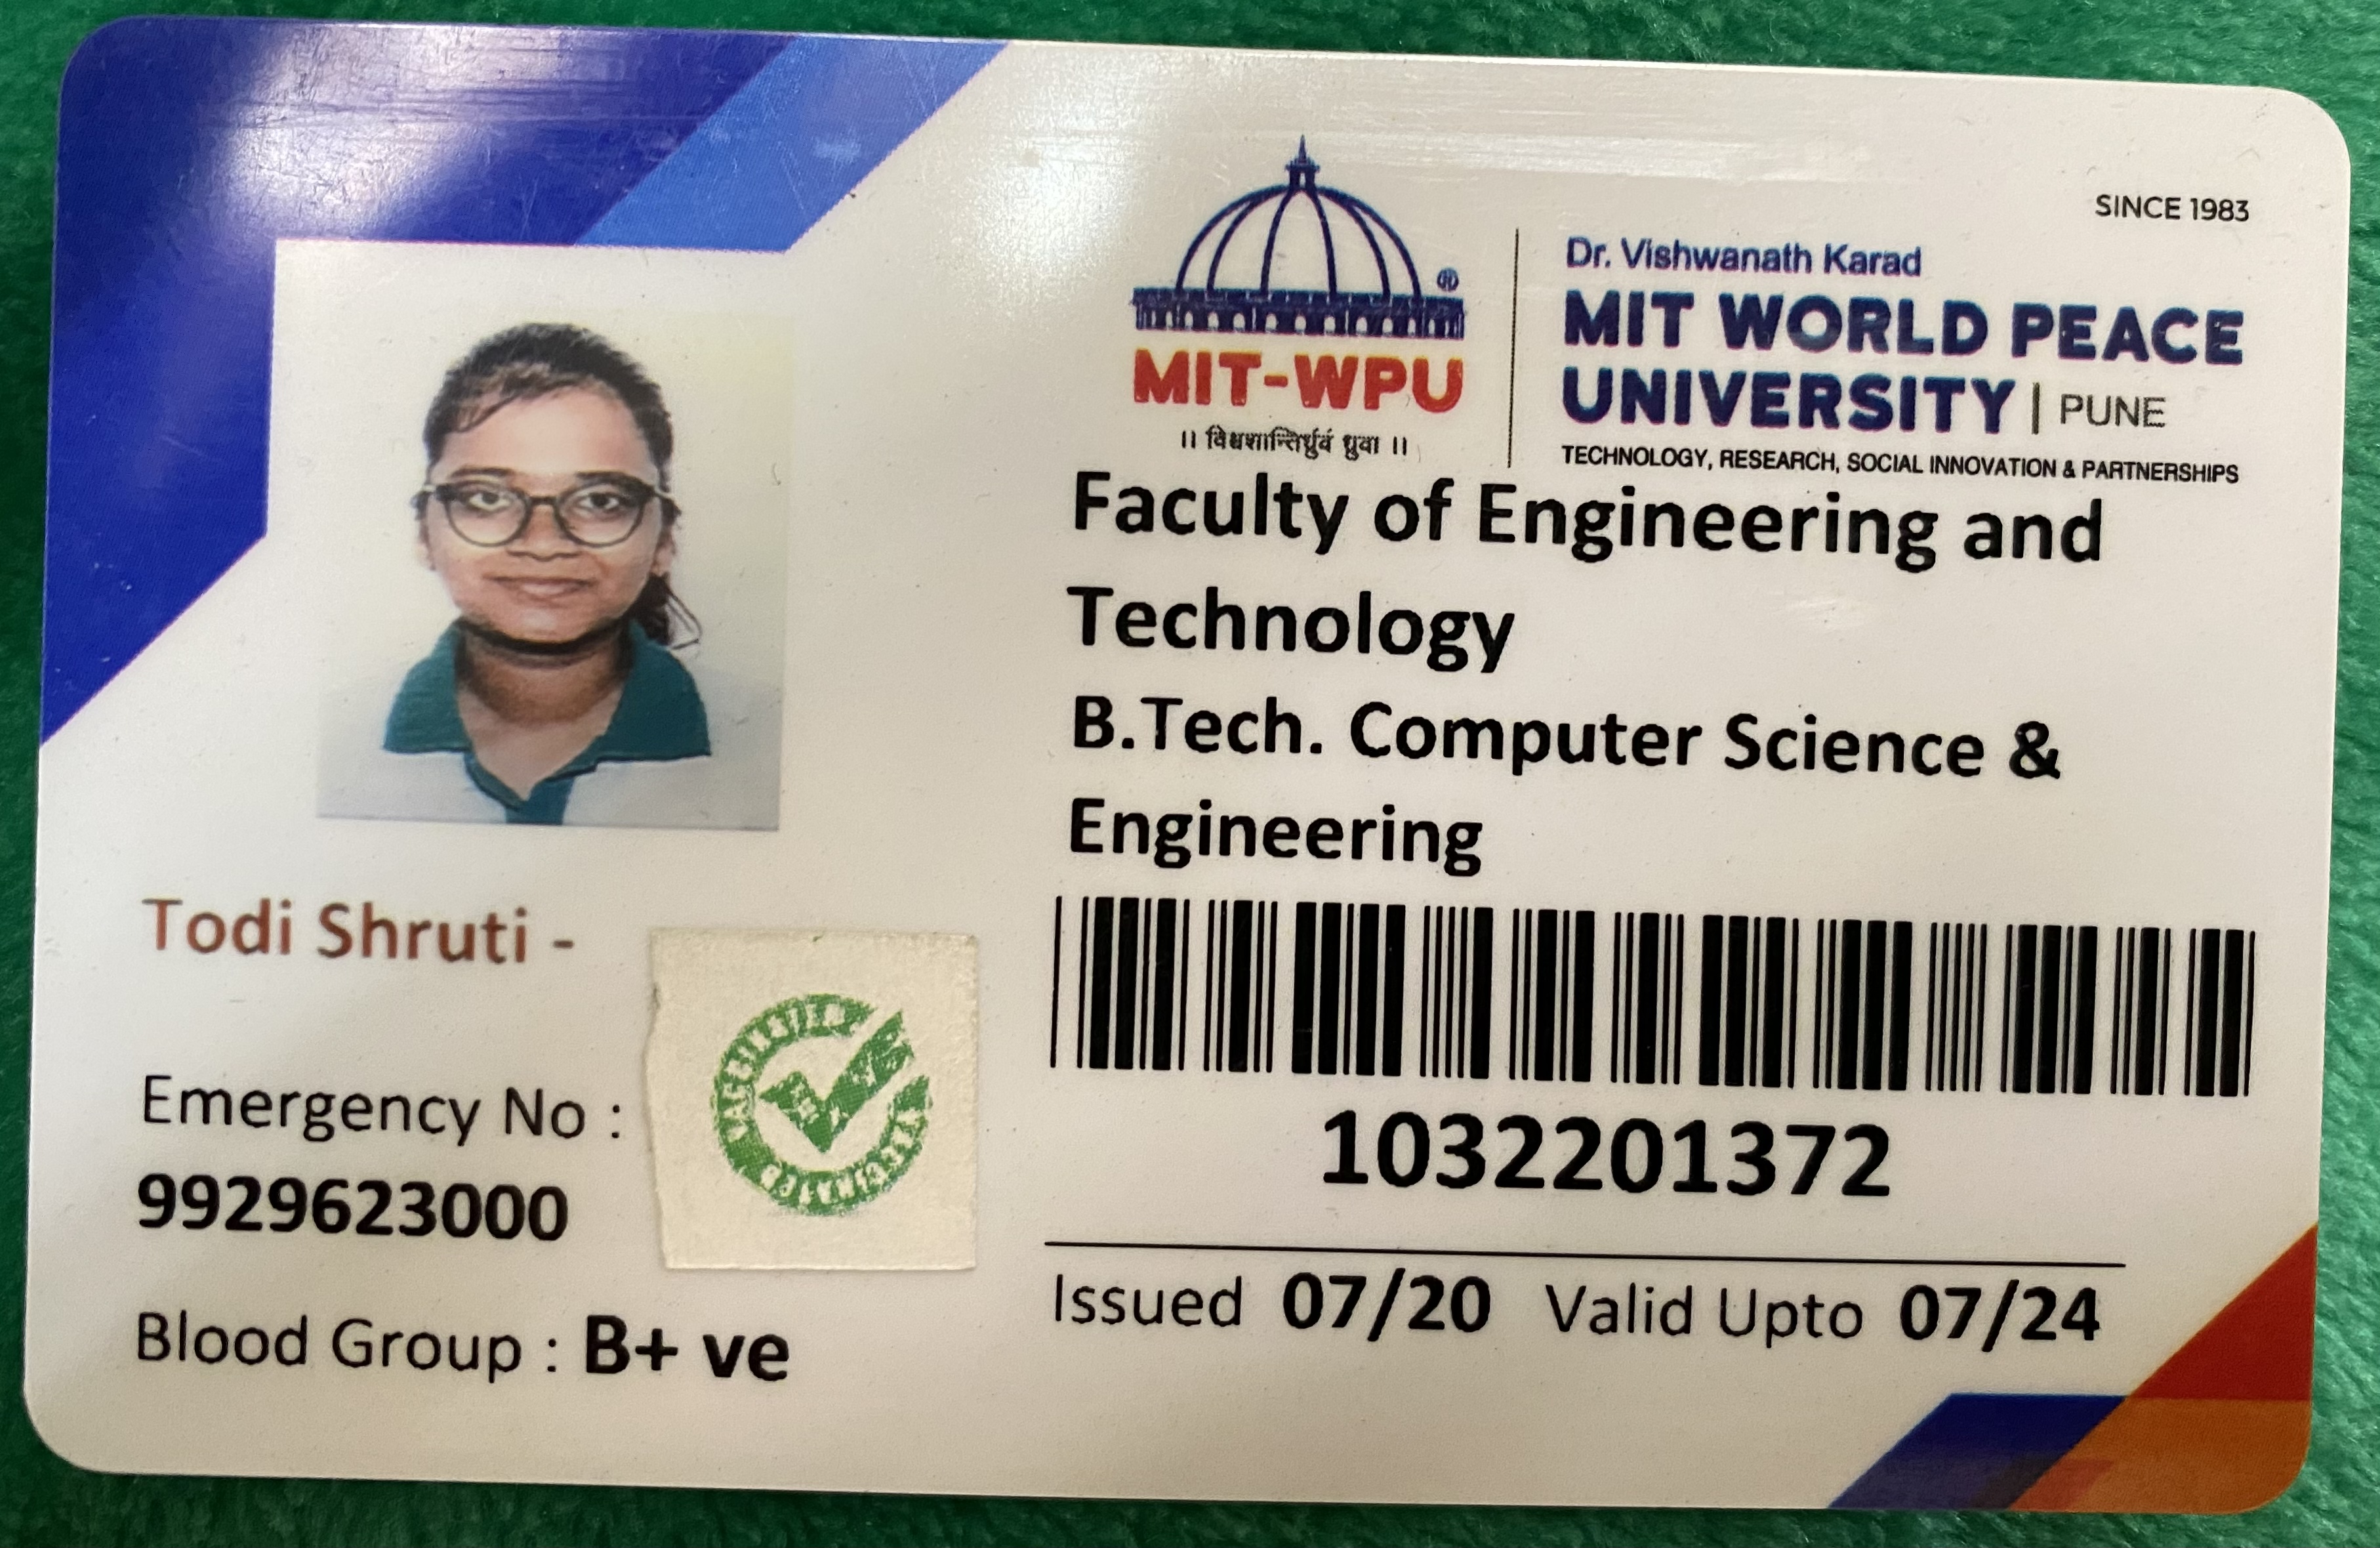 SINCE 1983
Dr. Vishwanath Karad
MIT WORLD PEACE
UNIVERSITY | PUNE
TECHNOLOGY, RESEARCH, SOCIAL INNOVATION & PARTNERSHIPS
MIT-WPU
॥ विश्वशान्तिर्ध्रुवं ध्रुवा ॥
Faculty of Engineering and
Technology
B.Tech. Computer Science &
Engineering
1032201372
Issued 07/20 Valid Upto 07/24
Todi Shruti -
Emergency No :
9929623000
Blood Group : B+ ve